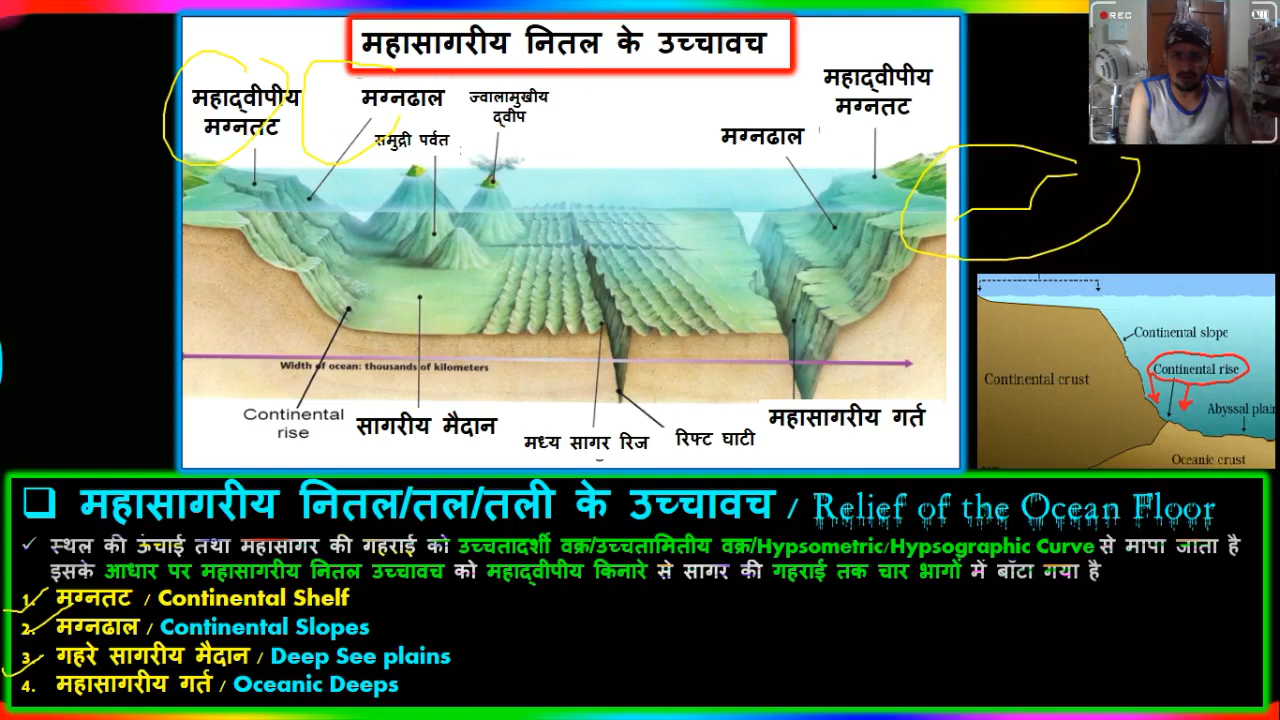 महासागरीय नितल के उच्चावच
REC
महाद्वीपीय
मग्नतट
मग्नढाल
ज्वालामुखीय
द्वीप
समुद्री पर्वत
मग्नढाल
महाद्वीपीय
मग्नतट
Width of ocean: thousands of kilometers
Continental
rise
सागरीय मैदान
मध्य सागर रिज
रिफ्ट घाटी
महासागरीय गर्त
Continental slope
Continental rise
Continental crust
Abyssal plai
Oceanic crust
महासागरीय नितल/तल/तली के उच्चावच / Relief of the Ocean Floor
✓ स्थल की ऊंचाई तथा महासागर की गहराई को उच्चतादर्शी वक्र/उच्चतामितीय वक्र/Hypsometric/Hypsographic Curve से मापा जाता है
इसके आधार पर महासागरीय नितल उच्चावच को महाद्वीपीय किनारे से सागर की गहराई तक चार भागों में बाँटा गया है
1. मग्नतट / Continental Shelf
2. मग्नढाल / Continental Slopes
3. गहरे सागरीय मैदान / Deep See plains
4. महासागरीय गर्त / Oceanic Deeps